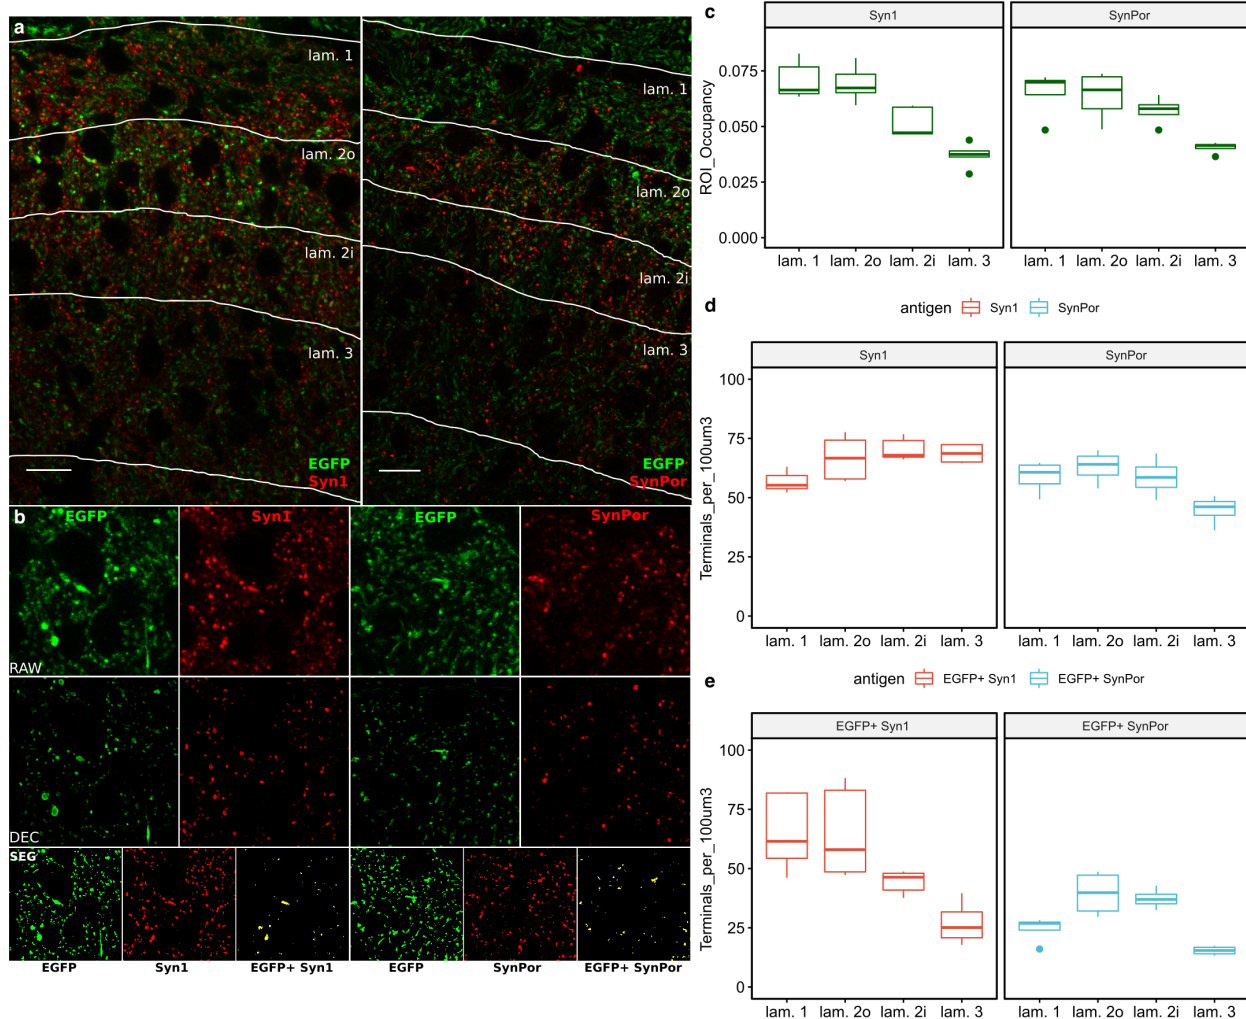 a
lam. 1
lam. 2o
lam. 2i
lam. 3
EGFP
Syn1
lam. 1
lam. 2o
lam. 2i
lam. 3
EGFP
SynPor
b
EGFP
Syn1
EGFP
SynPor
RAW
DEC
SEG
EGFP
Syn1
EGFP+ Syn1
EGFP
SynPor
EGFP+ SynPor
c
Syn1
SynPor
ROI_Occupancy
0.075
0.050
0.025
0.000
lam. 1 lam. 2o lam. 2i lam. 3
lam. 1 lam. 2o lam. 2i lam. 3
d
antigen Syn1 SynPor
Syn1
SynPor
Terminals_per_100um3
100
75
50
25
0
lam. 1 lam. 2o lam. 2i lam. 3
lam. 1 lam. 2o lam. 2i lam. 3
e
antigen EGFP+ Syn1 EGFP+ SynPor
EGFP+ Syn1
EGFP+ SynPor
Terminals_per_100um3
100
75
50
25
0
lam. 1 lam. 2o lam. 2i lam. 3
lam. 1 lam. 2o lam. 2i lam. 3